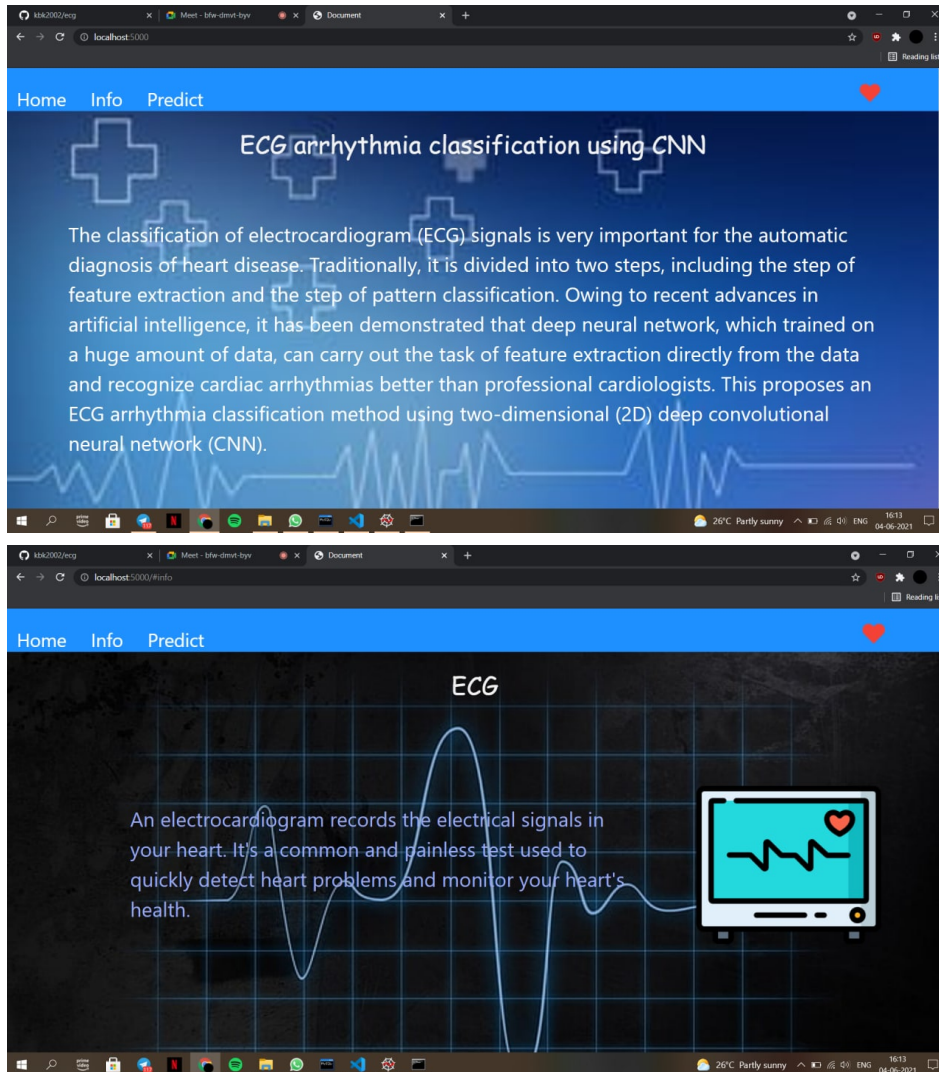 kbk2002/ecg
Meet - bfw-dmvt-byv
Document
localhost:5000
Reading list
Home Info Predict
ECG arrhythmia classification using CNN
The classification of electrocardiogram (ECG) signals is very important for the automatic
diagnosis of heart disease. Traditionally, it is divided into two steps, including the step of
feature extraction and the step of pattern classification. Owing to recent advances in
artificial intelligence, it has been demonstrated that deep neural network, which trained on
a huge amount of data, can carry out the task of feature extraction directly from the data
and recognize cardiac arrhythmias better than professional cardiologists. This proposes an
ECG arrhythmia classification method using two-dimensional (2D) deep convolutional
neural network (CNN).
prime video
26°C Partly sunny
ENG
16:13
04-06-2021
kbk2002/ecg
Meet - bfw-dmvt-byv
Document
localhost:5000/#info
Reading li
Home Info Predict
ECG
An electrocardiogram records the electrical signals in
your heart. It's a common and painless test used to
quickly detect heart problems and monitor your heart's
health.
prime video
26°C Partly sunny
ENG
16:13
04-06-2021